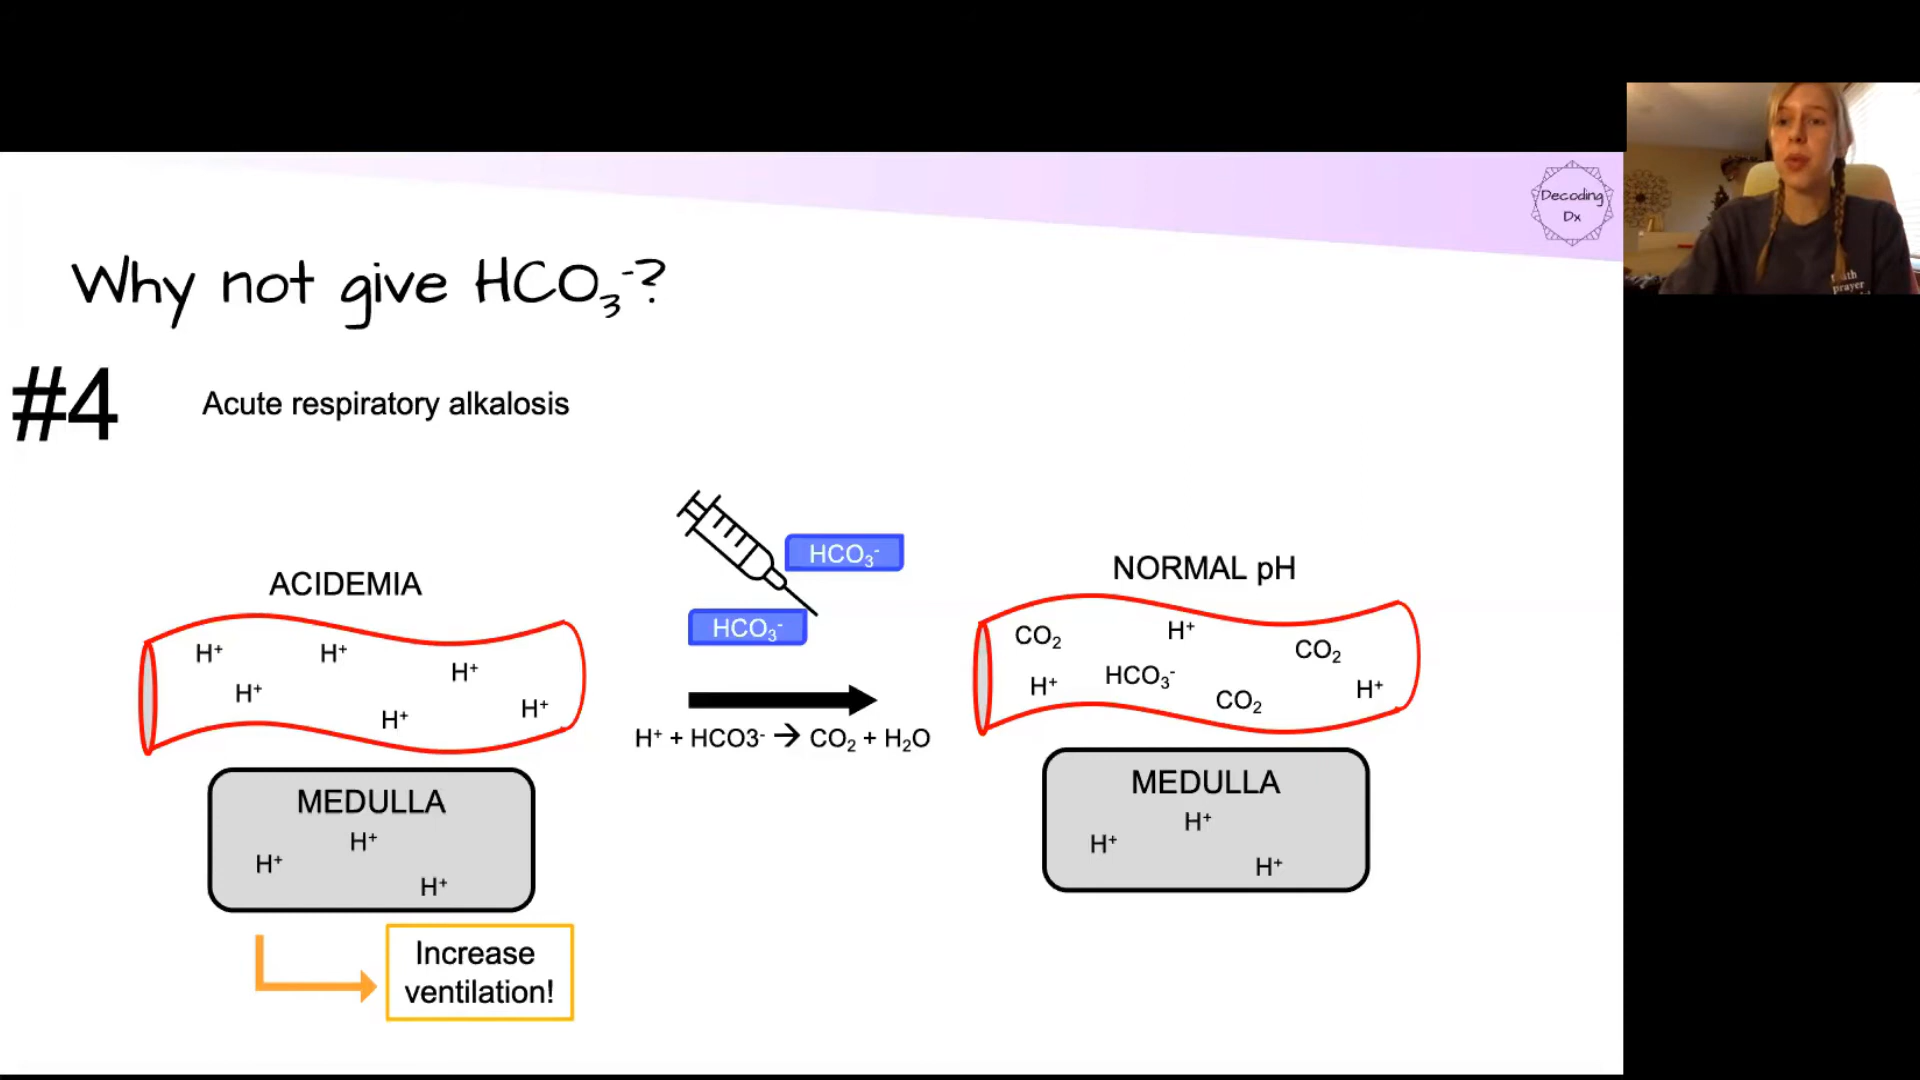 Decoding
Dx
prayer
Why not give HCO₃⁻?
#4
Acute respiratory alkalosis
HCO₃⁻
HCO₃⁻
H⁺ + HCO3⁻ → CO₂ + H₂O
ACIDEMIA
H⁺ H⁺ H⁺
H⁺ H⁺ H⁺
MEDULLA
H⁺
H⁺
H⁺
Increase
ventilation!
NORMAL pH
CO₂ H⁺ CO₂
H⁺ HCO₃⁻ CO₂ H⁺
MEDULLA
H⁺
H⁺
H⁺